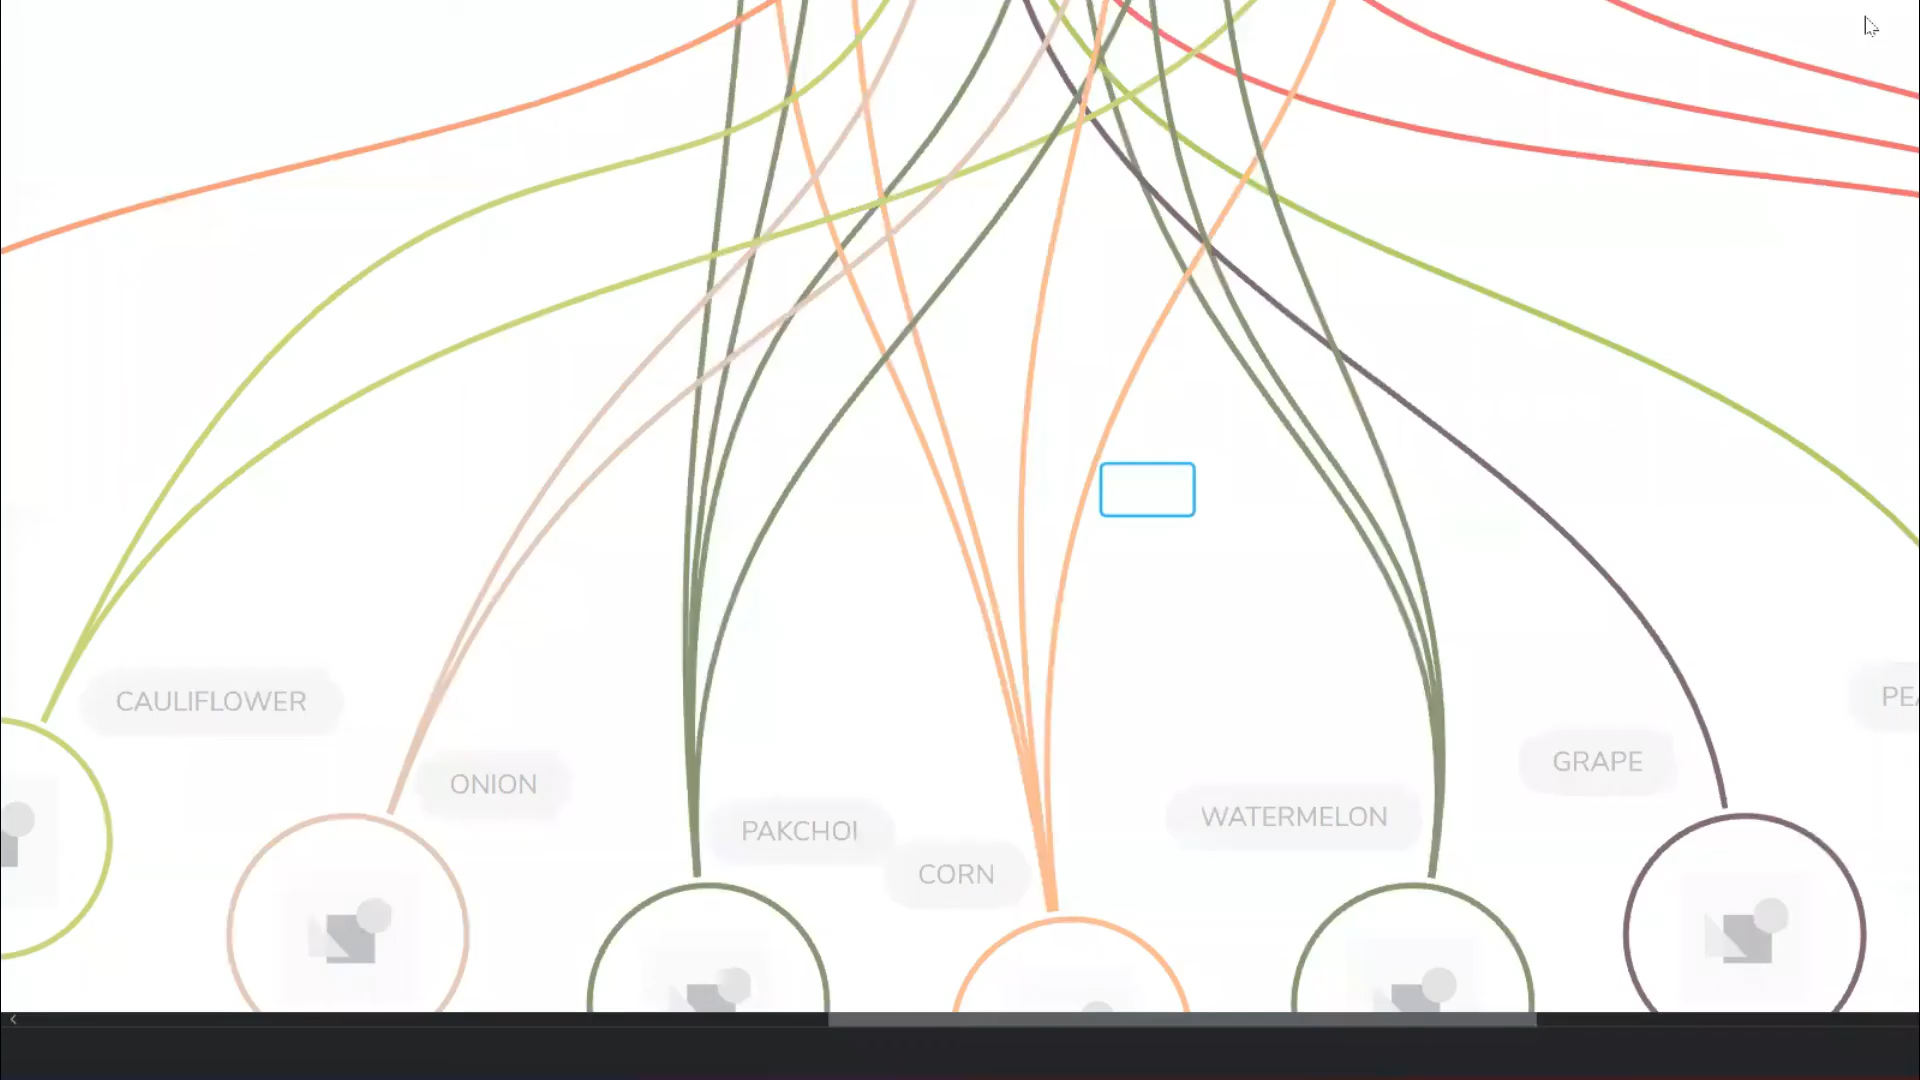 CAULIFLOWER
ONION
PAKCHOI
CORN
WATERMELON
GRAPE